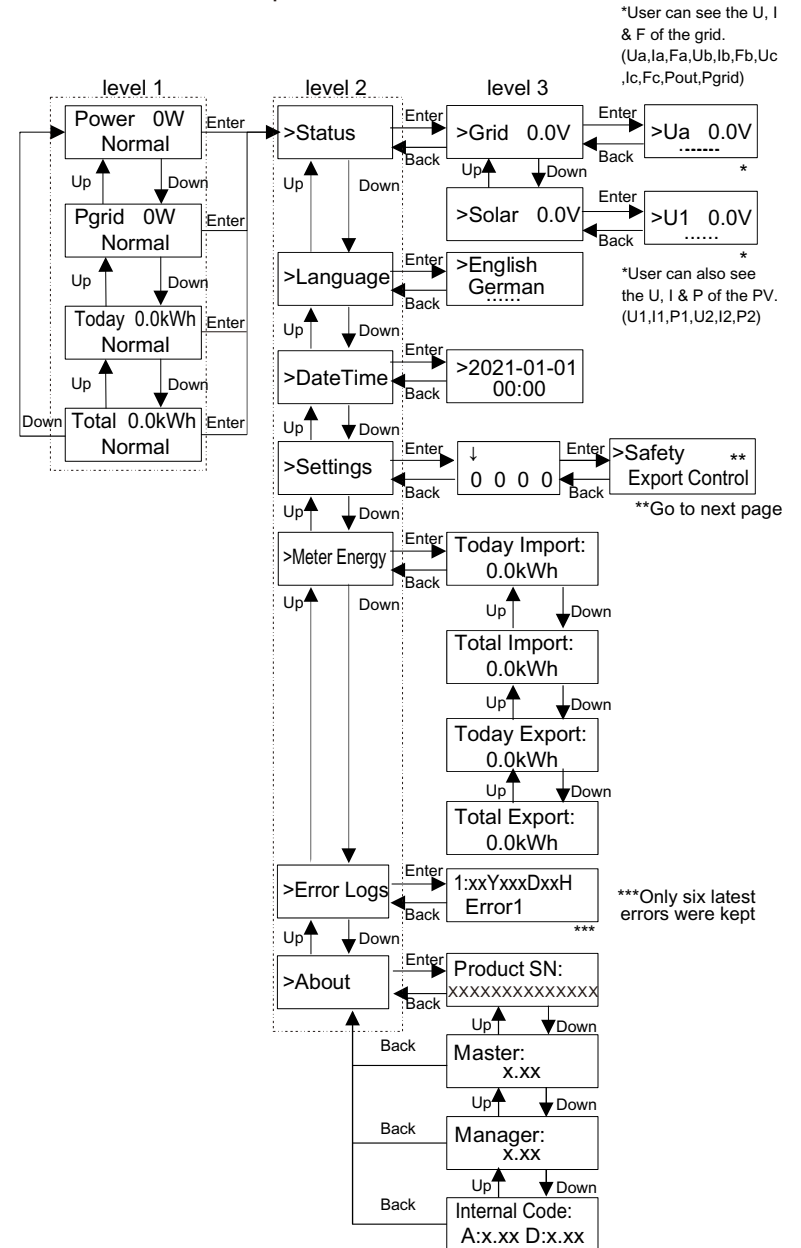 *User can see the U, I
& F of the grid.
(Ua,Ia,Fa,Ub,Ib,Fb,Uc
,Ic,Fc,Pout,Pgrid)
level 1
level 2
level 3
Power 0W
Normal
Enter
>Status
Enter
Back
>Grid 0.0V
Enter
Back
>Ua 0.0V
.......
*
Up
Down
Up
Down
Up
Down
Pgrid 0W
Normal
Enter
>Solar 0.0V
Enter
Back
>U1 0.0V
......
*
*User can also see
the U, I & P of the PV.
(U1,I1,P1,U2,I2,P2)
Up
Down
>Language
Enter
Back
>English
German
......
Today 0.0kWh
Normal
Enter
Up
Down
Up
Down
>DateTime
Enter
Back
>2021-01-01
00:00
Down
Total 0.0kWh
Normal
Enter
Up
Down
>Settings
Enter
Back
↓
0 0 0 0
Enter
Back
>Safety **
Export Control
**Go to next page
Up
Down
>Meter Energy
Enter
Back
Today Import:
0.0kWh
Up
Down
Up
Down
Total Import:
0.0kWh
Up
Down
Today Export:
0.0kWh
Up
Down
Total Export:
0.0kWh
>Error Logs
Enter
Back
1:xxYxxxDxxH
Error1
***
***Only six latest
errors were kept
Up
Down
>About
Enter
Back
Product SN:
XXXXXXXXXXXXXX
Up
Down
Back
Master:
x.xx
Up
Down
Back
Manager:
x.xx
Up
Down
Back
Internal Code:
A:x.xx D:x.xx